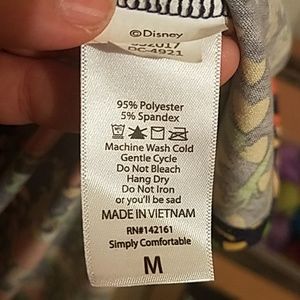 ©Disney
DC-4921
95% Polyester
5% Spandex
Machine Wash Cold
Gentle Cycle
Do Not Bleach
Hang Dry
Do Not Iron
or you'll be sad
MADE IN VIETNAM
RN#142161
Simply Comfortable
M